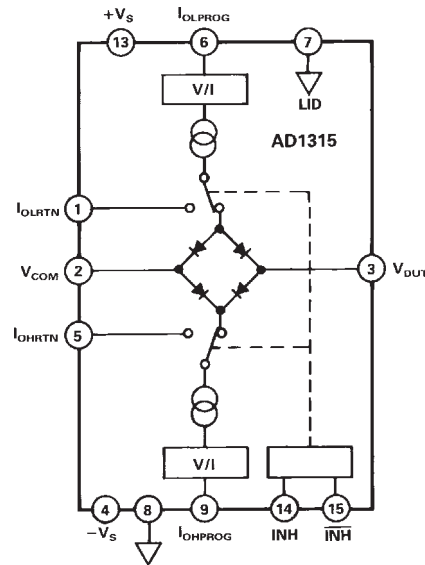 +VS IOLPROG
13 6 7
V/I
LID
AD1315
IOLRTN 1
VCOM 2 3 VDUT
IOHRTN 5
V/I
4 8 9 14 15
−VS IOHPROG INH INH